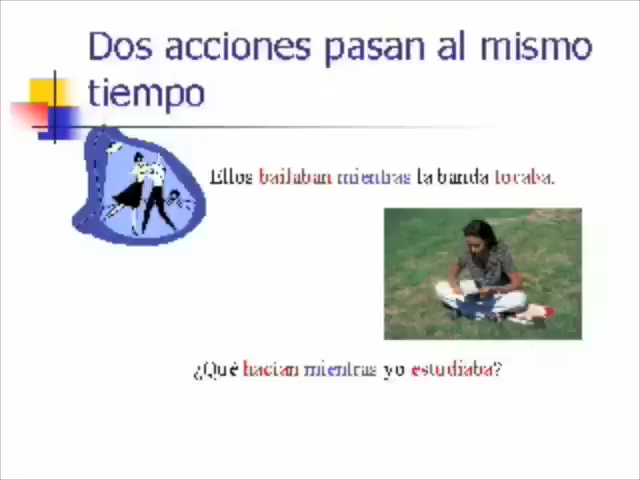 Dos acciones pasan al mismo
tiempo
Ellos bailaban mientras la banda tocaba.
¿Qué hacían mientras yo estudiaba?